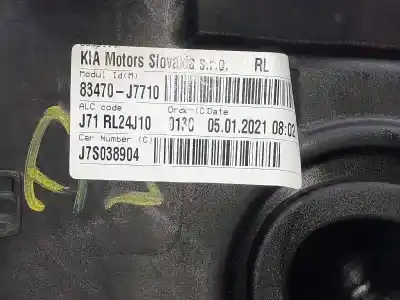 KIA Motors Slovakia s.r.o. RL
Modul Id(M)
83470-J7710
ALC code Order (C)Date
J71 RL24J10 0130 05.01.2021 08:02
Car Number (C)
J7S038904